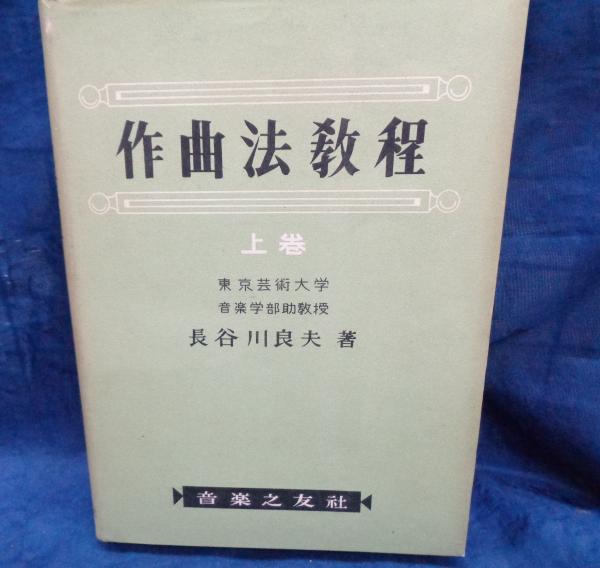 作曲法教程
上巻
東京芸術大学
音楽学部助教授
長谷川良夫 著
音楽之友社